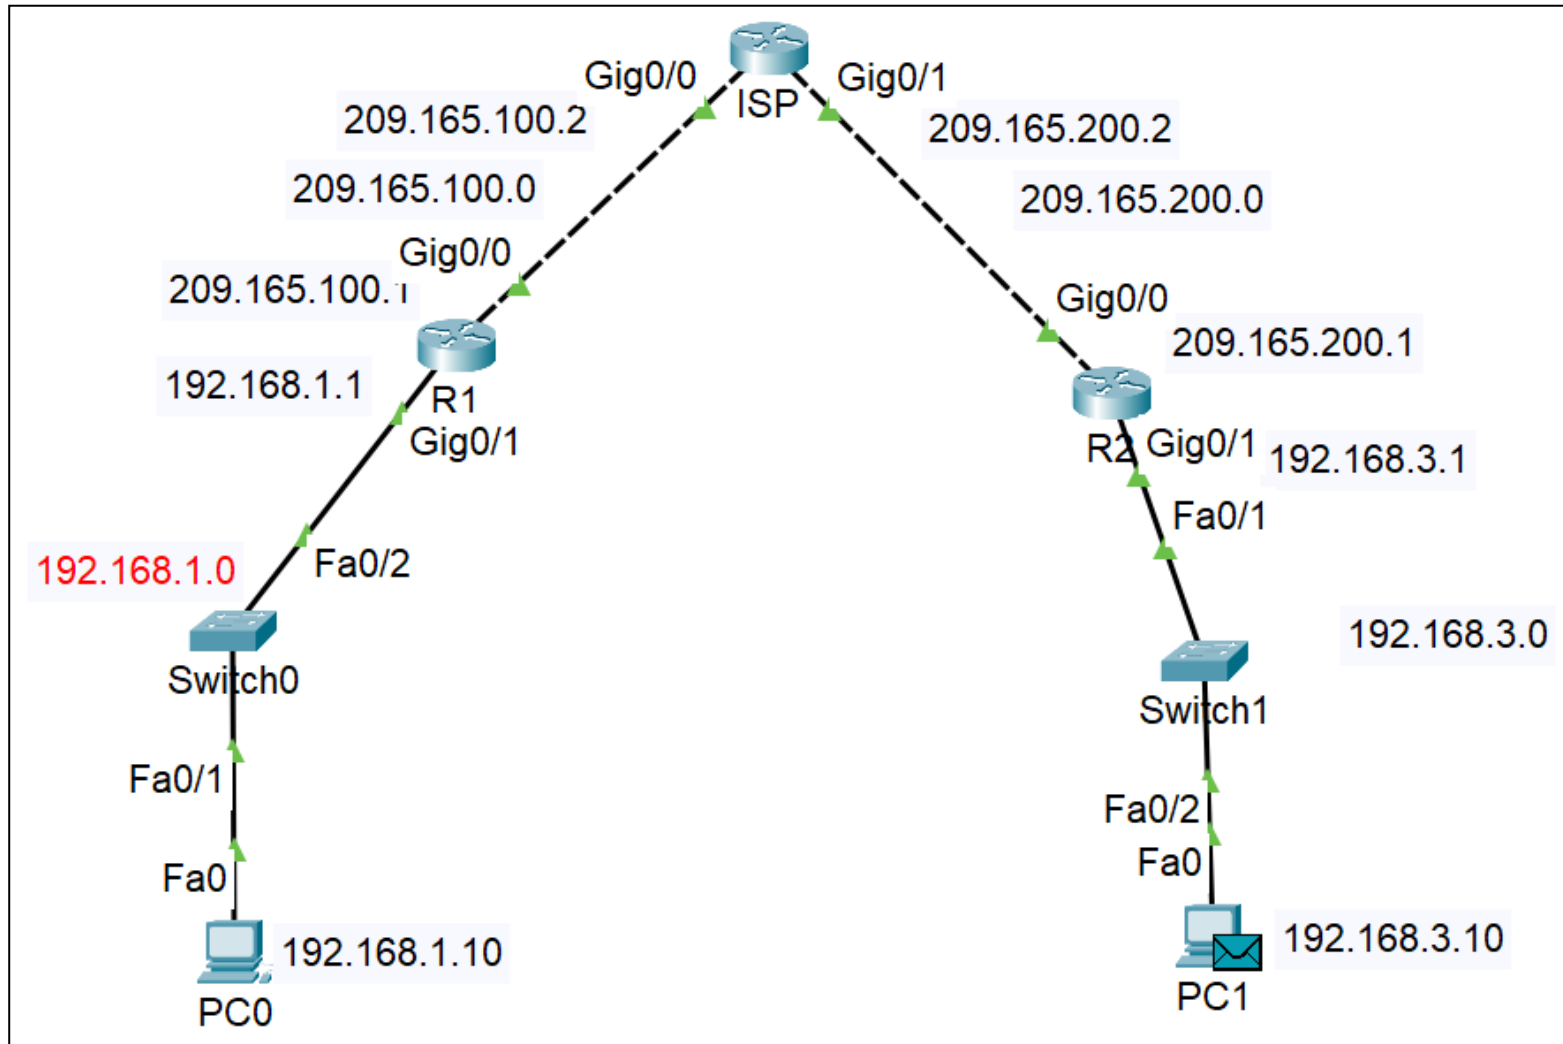 Gig0/0
ISP
Gig0/1
209.165.100.2
209.165.200.2
209.165.100.0
209.165.200.0
Gig0/0
209.165.100.1
Gig0/0
209.165.200.1
192.168.1.1
R1
Gig0/1
R2
Gig0/1
192.168.3.1
Fa0/1
192.168.1.0
Fa0/2
192.168.3.0
Switch0
Switch1
Fa0/1
Fa0/2
Fa0
Fa0
192.168.1.10
192.168.3.10
PC0
PC1